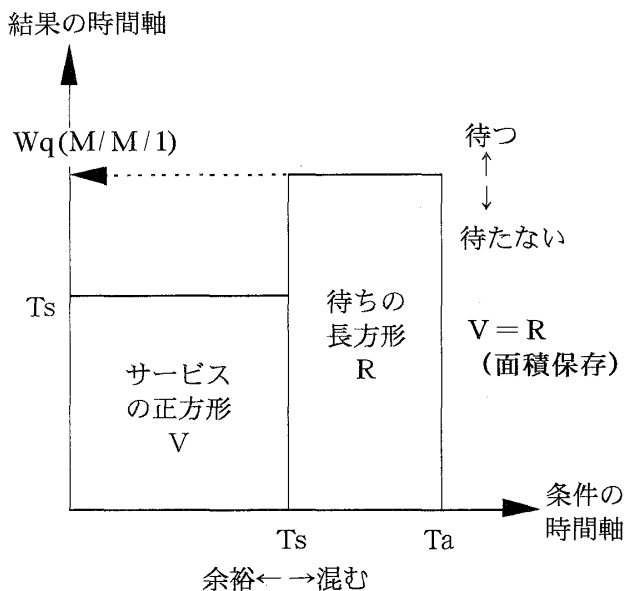 結果の時間軸
Wq(M/M/1)
待つ
↑
↓
待たない
Ts
待ちの
長方形
R
V=R
(面積保存)
サービス
の正方形
V
条件の
時間軸
Ts
Ta
余裕← →混む